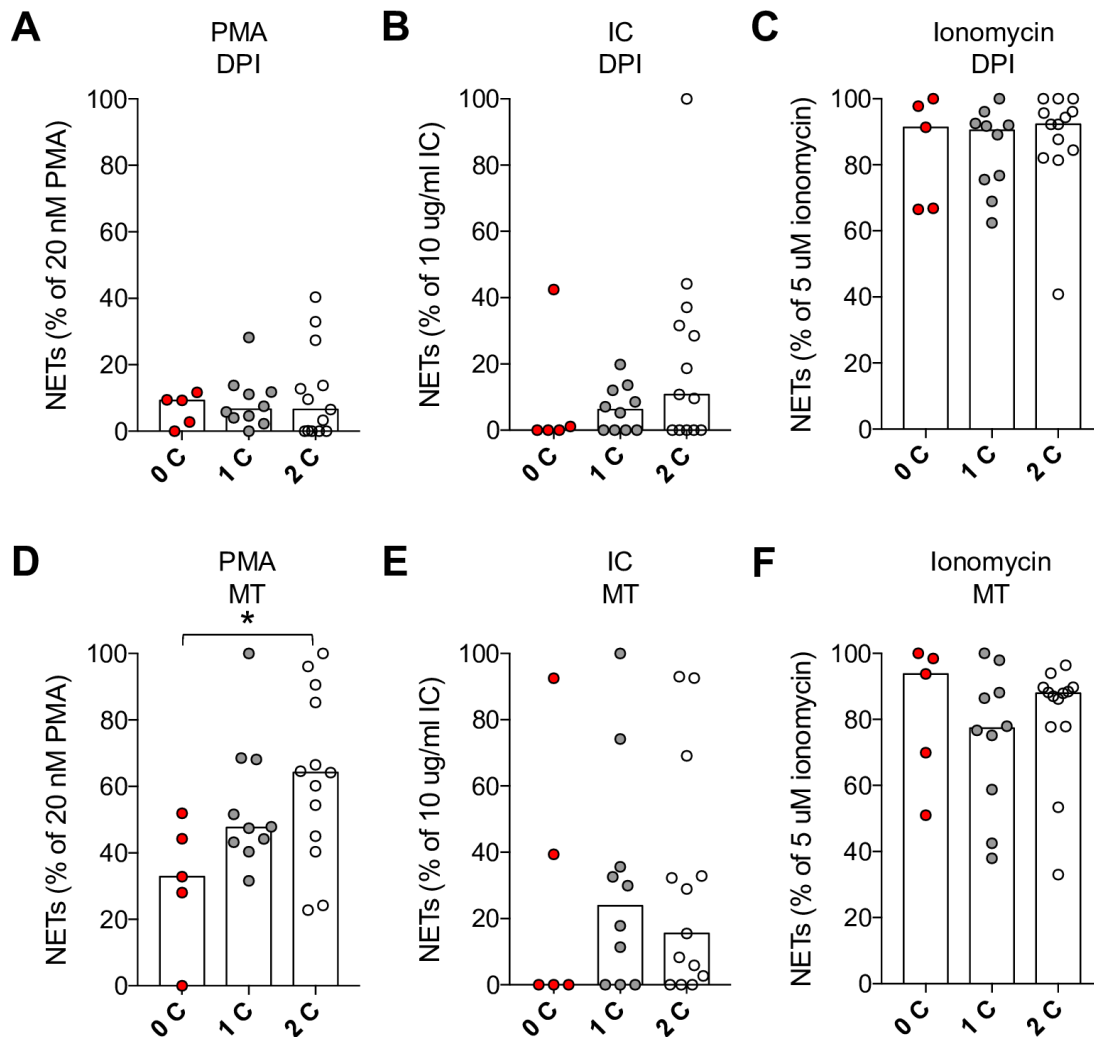 A
PMA
DPI
NETs (% of 20 nM PMA)
100
80
60
40
20
0
0 C
1 C
2 C
B
IC
DPI
NETs (% of 10 ug/ml IC)
100
80
60
40
20
0
0 C
1 C
2 C
C
Ionomycin
DPI
NETs (% of 5 uM ionomycin)
100
80
60
40
20
0
0 C
1 C
2 C
D
PMA
MT
*
NETs (% of 20 nM PMA)
100
80
60
40
20
0
0 C
1 C
2 C
E
IC
MT
NETs (% of 10 ug/ml IC)
100
80
60
40
20
0
0 C
1 C
2 C
F
Ionomycin
MT
NETs (% of 5 uM ionomycin)
100
80
60
40
20
0
0 C
1 C
2 C